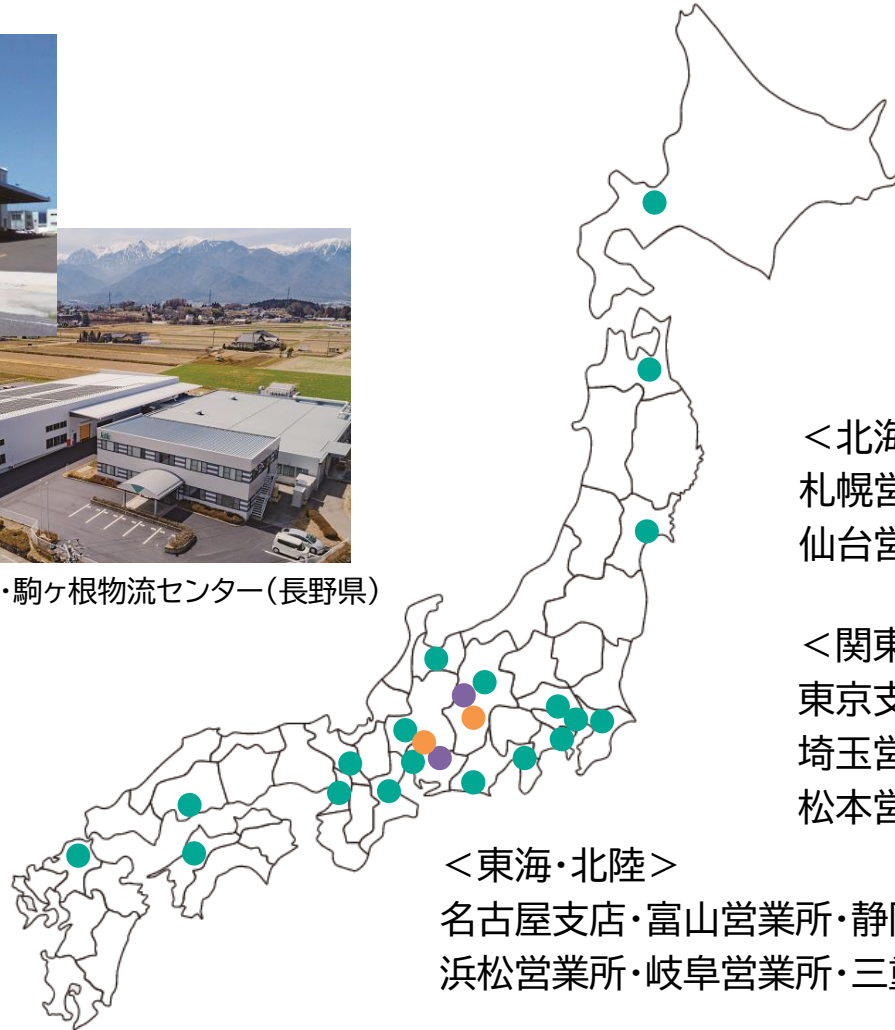 ・駒ヶ根物流センター(長野県)
＜北海
札幌営
仙台営
＜関東
東京支
埼玉営
松本営
＜東海・北陸＞
名古屋支店・富山営業所・静岡
浜松営業所・岐阜営業所・三重